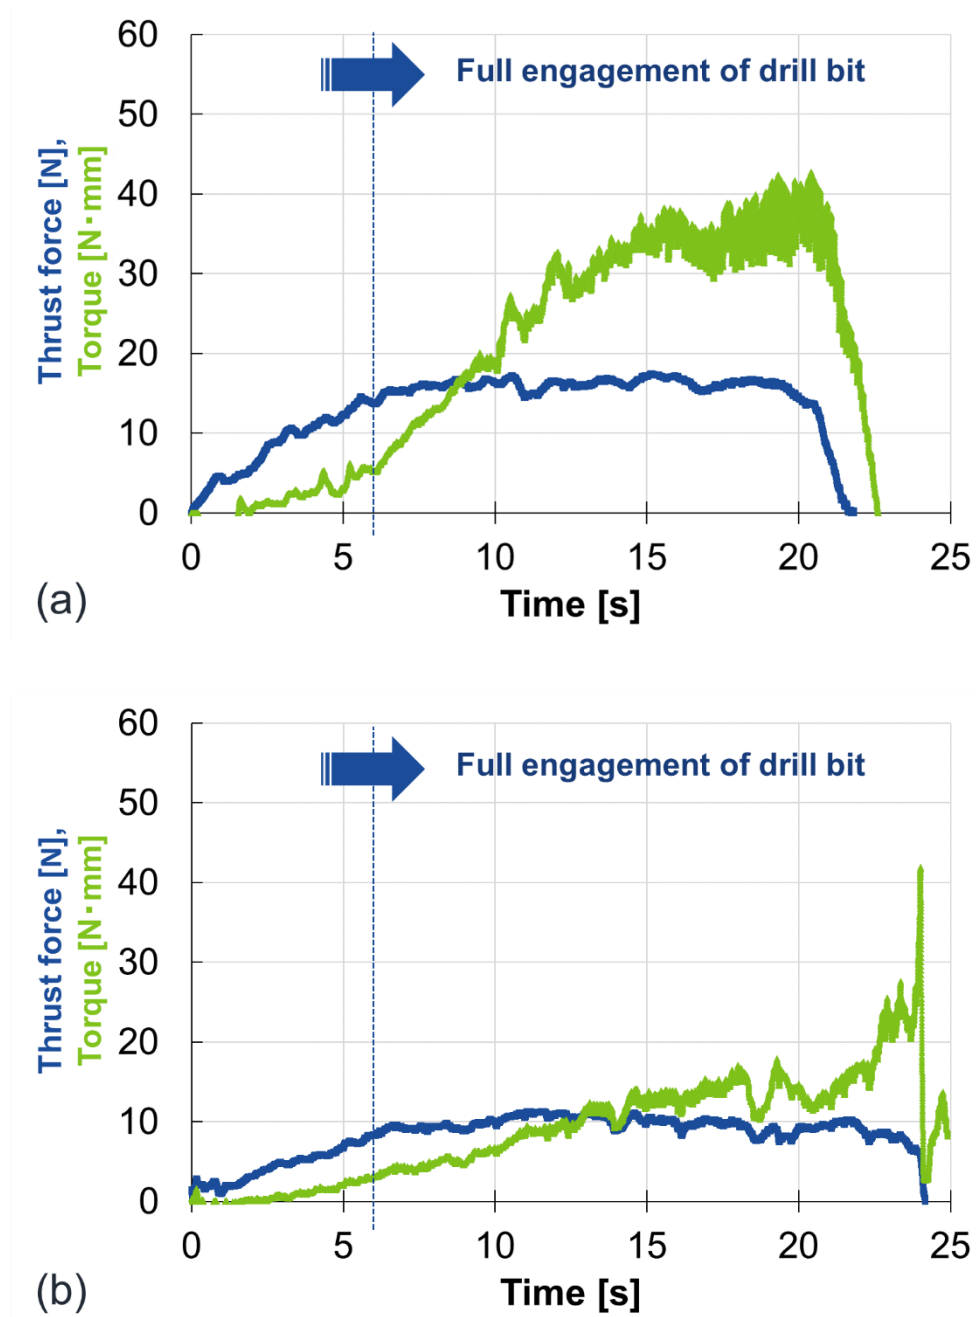 60
Full engagement of drill bit
50
40
30
20
10
0
Thrust force [N],
Torque [N·mm]
0 5 10 15 20 25
Time [s]
(a)
60
Full engagement of drill bit
50
40
30
20
10
0
Thrust force [N],
Torque [N·mm]
0 5 10 15 20 25
Time [s]
(b)